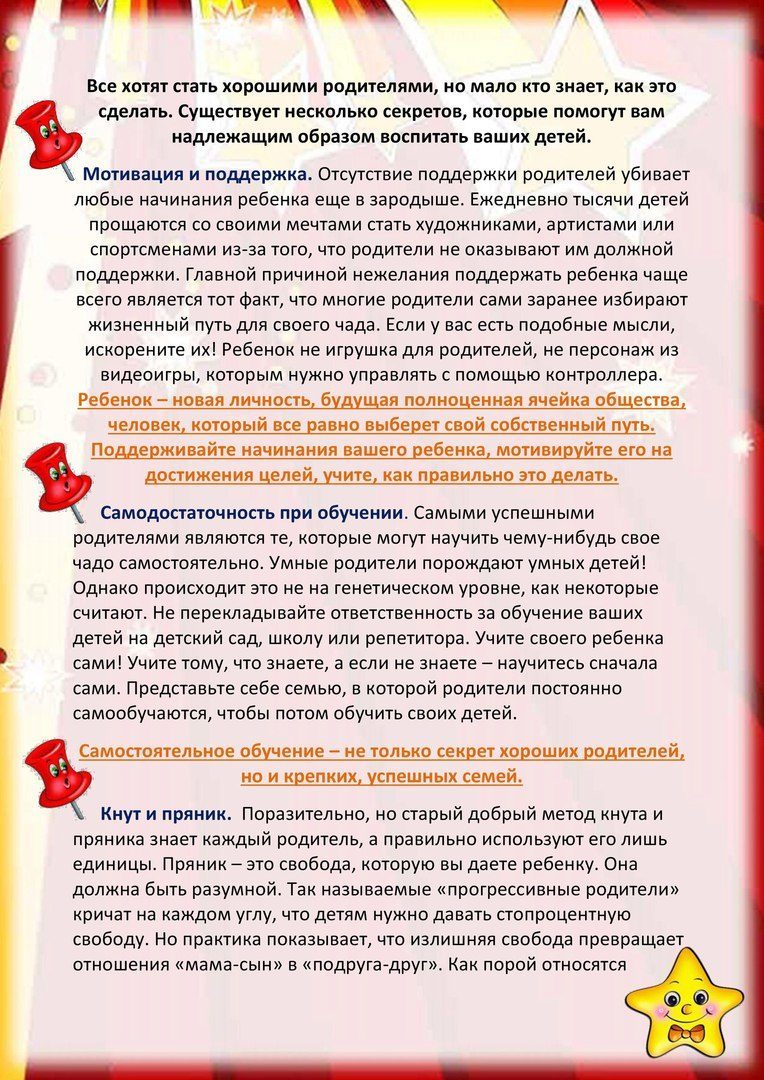 Все хотят стать хорошими родителями, но мало кто знает, как это
сделать. Существует несколько секретов, которые помогут вам
надлежащим образом воспитать ваших детей.
Мотивация и поддержка. Отсутствие поддержки родителей убивает
любые начинания ребенка еще в зародыше. Ежедневно тысячи детей
прощаются со своими мечтами стать художниками, артистами или
спортсменами из-за того, что родители не оказывают им должной
поддержки. Главной причиной нежелания поддержать ребенка чаще
всего является тот факт, что многие родители сами заранее избирают
жизненный путь для своего чада. Если у вас есть подобные мысли,
искорените их! Ребенок не игрушка для родителей, не персонаж из
видеоигры, которым нужно управлять с помощью контроллера.
Ребенок – новая личность, будущая полноценная ячейка общества,
человек, который все равно выберет свой собственный путь.
Поддерживайте начинания вашего ребенка, мотивируйте его на
достижения целей, учите, как правильно это делать.
Самодостаточность при обучении. Самыми успешными
родителями являются те, которые могут научить чему-нибудь свое
чадо самостоятельно. Умные родители порождают умных детей!
Однако происходит это не на генетическом уровне, как некоторые
считают. Не перекладывайте ответственность за обучение ваших
детей на детский сад, школу или репетитора. Учите своего ребенка
сами! Учите тому, что знаете, а если не знаете – научитесь сначала
сами. Представьте себе семью, в которой родители постоянно
самообучаются, чтобы потом обучить своих детей.
Самостоятельное обучение – не только секрет хороших родителей,
но и крепких, успешных семей.
Кнут и пряник. Поразительно, но старый добрый метод кнута и
пряника знает каждый родитель, а правильно используют его лишь
единицы. Пряник – это свобода, которую вы даете ребенку. Она
должна быть разумной. Так называемые «прогрессивные родители»
кричат на каждом углу, что детям нужно давать стопроцентную
свободу. Но практика показывает, что излишняя свобода превращает
отношения «мама-сын» в «подруга-друг». Как порой относятся